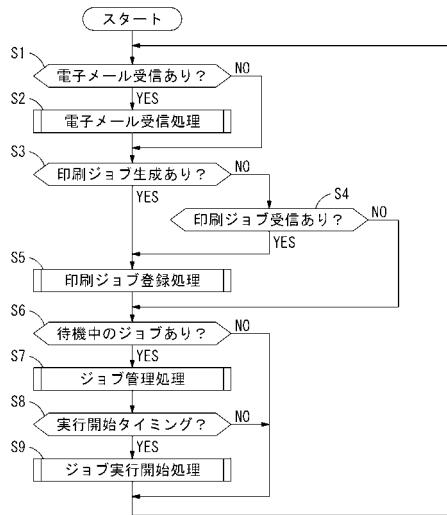 スタート
S1
電子メール受信あり?
NO
YES
S2
電子メール受信処理
S3
印刷ジョブ生成あり?
NO
YES
S4
印刷ジョブ受信あり?
NO
YES
S5
印刷ジョブ登録処理
S6
待機中のジョブあり?
NO
YES
S7
ジョブ管理処理
S8
実行開始タイミング?
NO
YES
S9
ジョブ実行開始処理